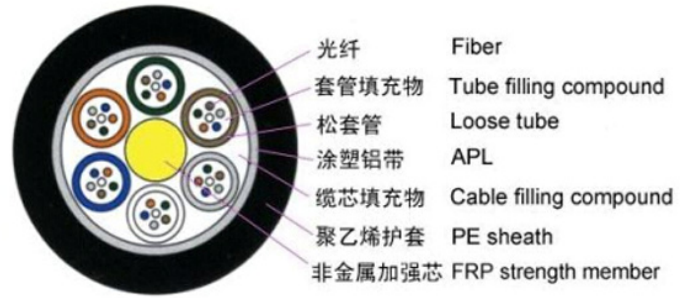 光纤 Fiber
套管填充物 Tube filling compound
松套管 Loose tube
涂塑铝带 APL
缆芯填充物 Cable filling compound
聚乙烯护套 PE sheath
非金属加强芯 FRP strength member